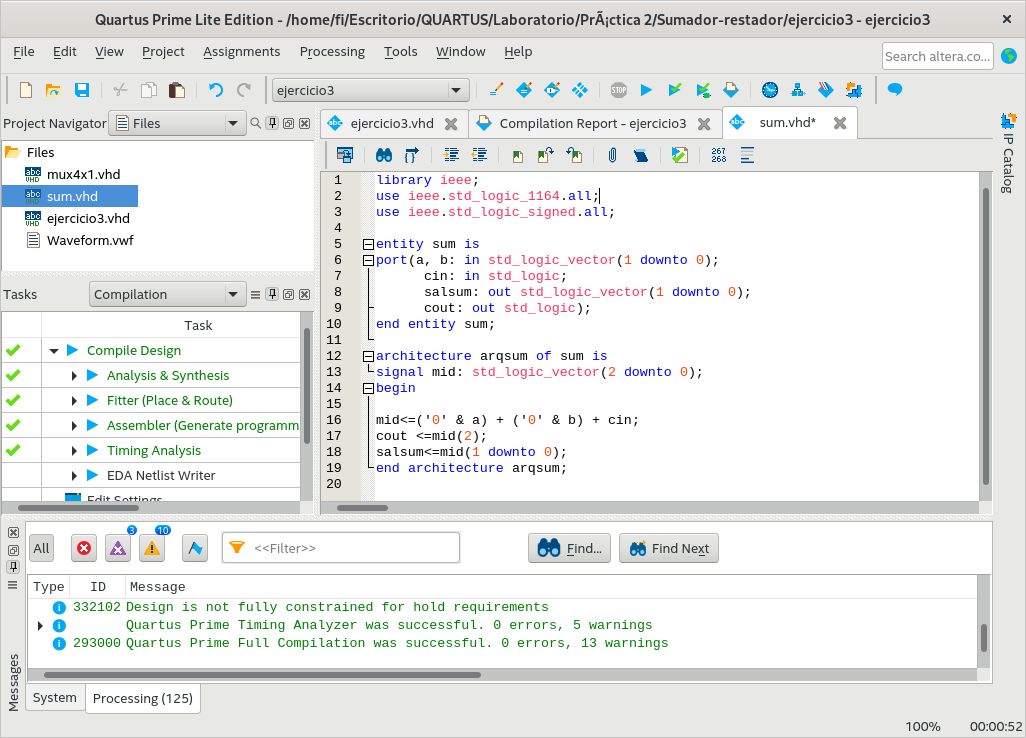 Quartus Prime Lite Edition - /home/fi/Escritorio/QUARTUS/Laboratorio/PrÃ¡ctica 2/Sumador-restador/ejercicio3 - ejercicio3
File Edit View Project Assignments Processing Tools Window Help
Search altera.co...
ejercicio3
STOP
Project Navigator Files
Files
mux4x1.vhd
sum.vhd
ejercicio3.vhd
Waveform.vwf
Tasks Compilation
Task
Compile Design
Analysis & Synthesis
Fitter (Place & Route)
Assembler (Generate programm
Timing Analysis
EDA Netlist Writer
Edit Settings
ejercicio3.vhd
Compilation Report - ejercicio3
sum.vhd*
267
268
1 library ieee;
2 use ieee.std_logic_1164.all;
3 use ieee.std_logic_signed.all;
4
5 entity sum is
6 port(a, b: in std_logic_vector(1 downto 0);
7 cin: in std_logic;
8 salsum: out std_logic_vector(1 downto 0);
9 cout: out std_logic);
10 end entity sum;
11
12 architecture arqsum of sum is
13 signal mid: std_logic_vector(2 downto 0);
14 begin
15
16 mid<=('0' & a) + ('0' & b) + cin;
17 cout <=mid(2);
18 salsum<=mid(1 downto 0);
19 end architecture arqsum;
20
IP Catalog
All
3
10
<<Filter>>
Find...
Find Next
Type ID Message
332102 Design is not fully constrained for hold requirements
Quartus Prime Timing Analyzer was successful. 0 errors, 5 warnings
293000 Quartus Prime Full Compilation was successful. 0 errors, 13 warnings
Messages
System
Processing (125)
100% 00:00:52